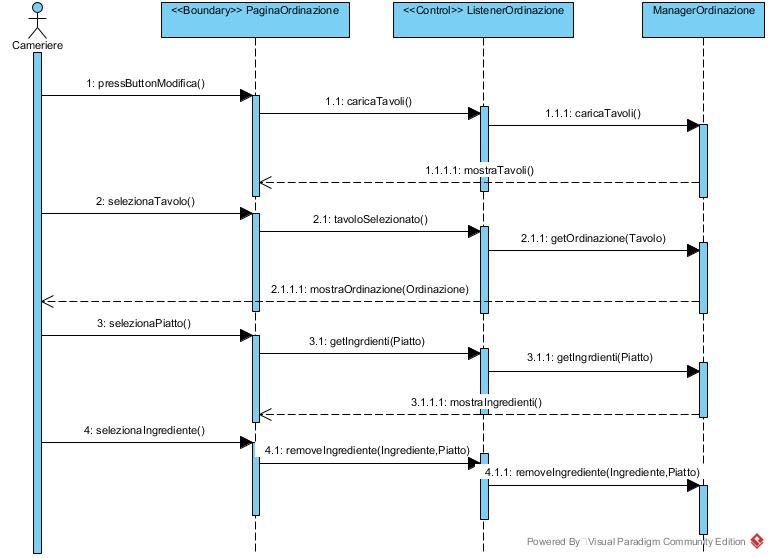 <<Boundary>> PaginaOrdinazione
<<Control>> ListenerOrdinazione
ManagerOrdinazione
Cameriere
1: pressButtonModifica()
1.1: caricaTavoli()
1.1.1: caricaTavoli()
1.1.1.1: mostraTavoli()
2: selezionaTavolo()
2.1: tavoloSelezionato()
2.1.1: getOrdinazione(Tavolo)
2.1.1.1: mostraOrdinazione(Ordinazione)
3: selezionaPiatto()
3.1: getIngrdienti(Piatto)
3.1.1: getIngrdienti(Piatto)
3.1.1.1: mostraIngredienti()
4: selezionaIngrediente()
4.1: removeIngrediente(Ingrediente,Piatto)
4.1.1: removeIngrediente(Ingrediente,Piatto)
Powered By Visual Paradigm Community Edition